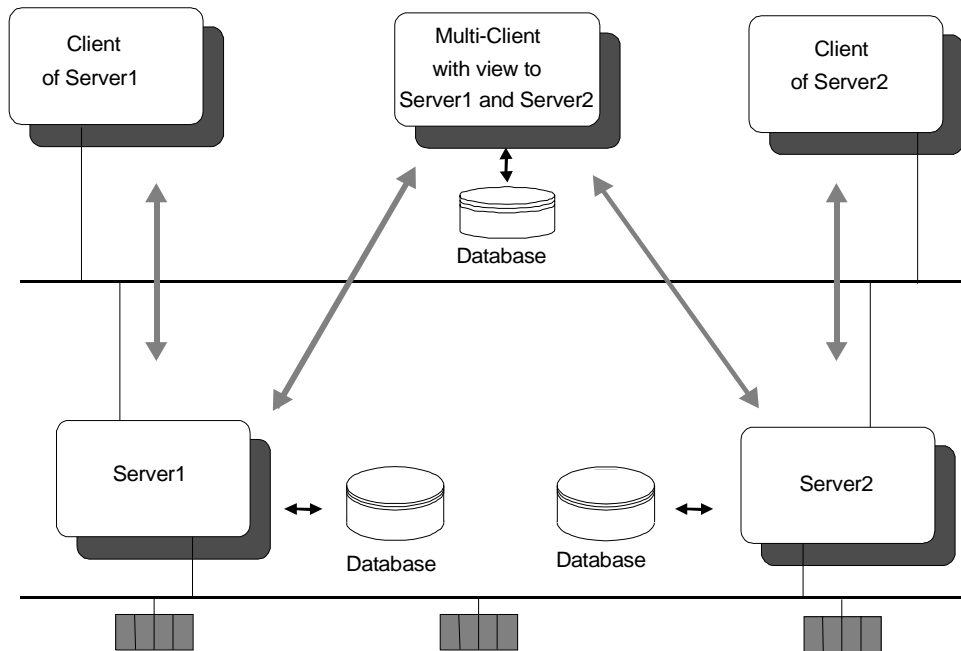 Client
of Server1
Multi-Client
with view to
Server1 and Server2
Client
of Server2
Database
Server1
Database
Database
Server2